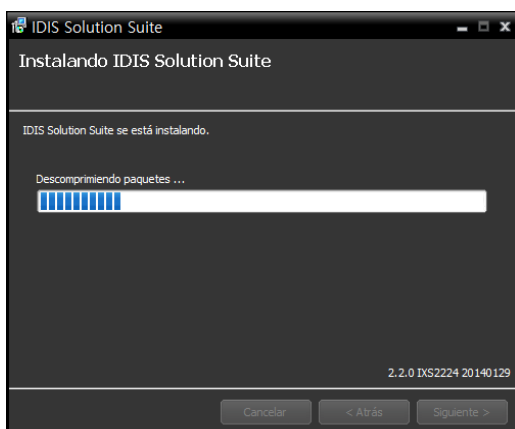 IDIS Solution Suite
Instalando IDIS Solution Suite
IDIS Solution Suite se está instalando.
Descomprimiendo paquetes ...
2.2.0 IXS2224 20140129
Cancelar < Atrás Siguiente >